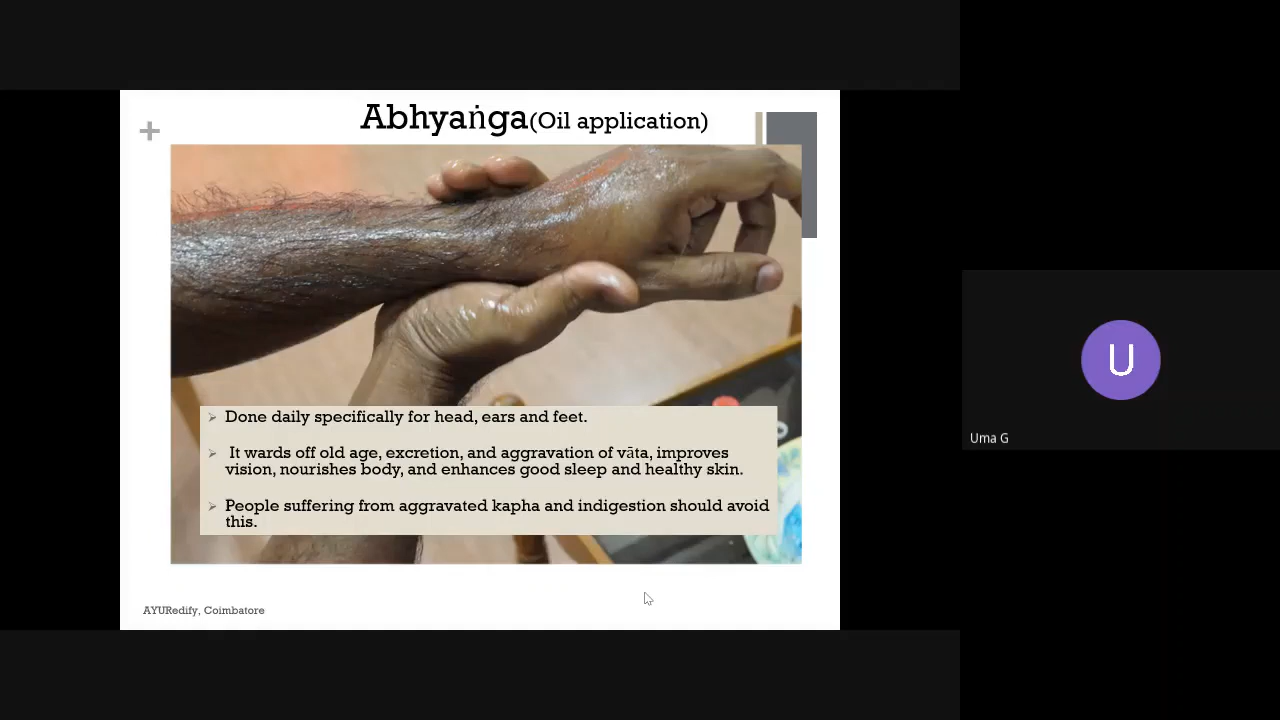 +
Abhyaṅga(Oil application)
➢ Done daily specifically for head, ears and feet.
➢ It wards off old age, excretion, and aggravation of vāta, improves
vision, nourishes body, and enhances good sleep and healthy skin.
➢ People suffering from aggravated kapha and indigestion should avoid
this.
AYURedify, Coimbatore
U
Uma G